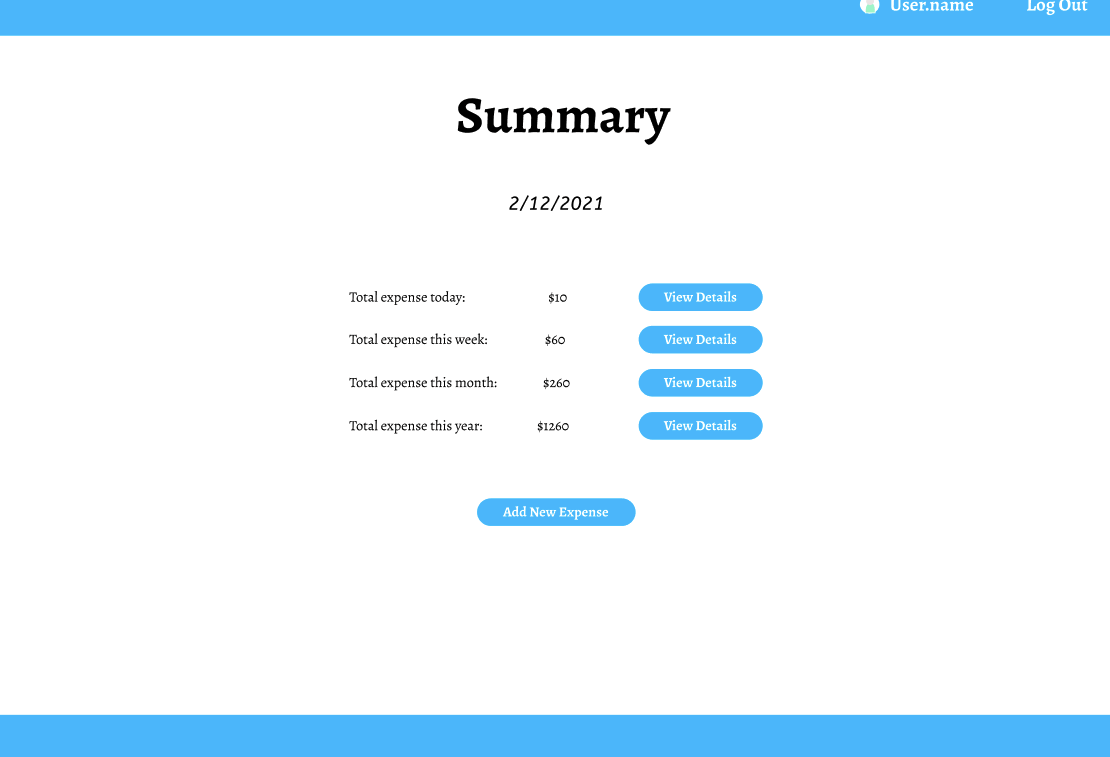 User.name Log Out
Summary
2/12/2021
Total expense today: $10 View Details
Total expense this week: $60 View Details
Total expense this month: $260 View Details
Total expense this year: $1260 View Details
Add New Expense